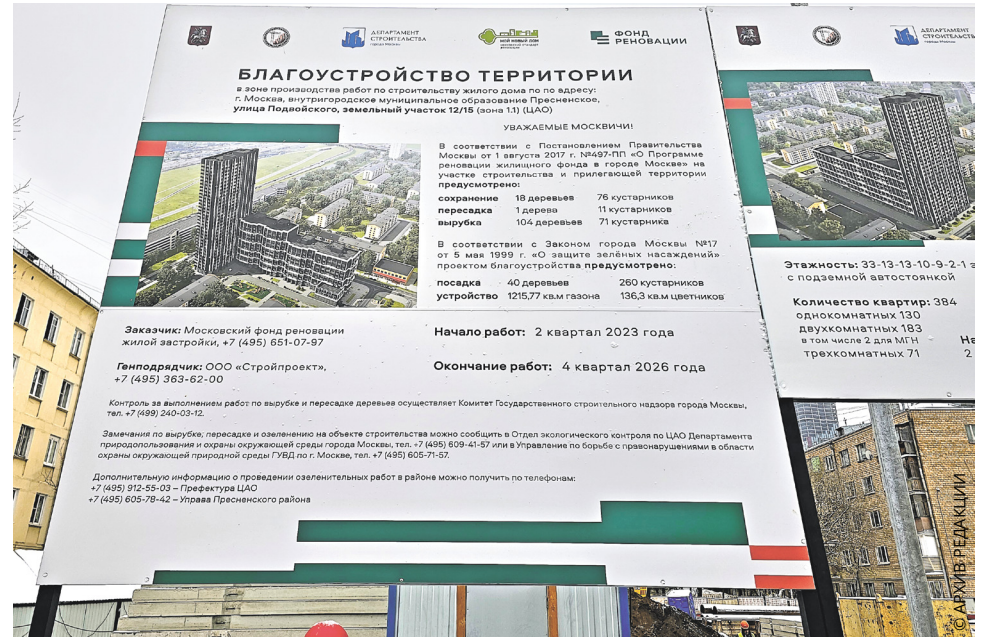 ДЕПАРТАМЕНТ
СТРОИТЕЛЬСТВА
города Москвы
МОЙ НОВЫЙ ДОМ
ФОНД
РЕНОВАЦИИ
БЛАГОУСТРОЙСТВО ТЕРРИТОРИИ
в зоне производства работ по строительству жилого дома по по адресу:
г. Москва, внутригородское муниципальное образование Пресненское,
улица Подвойского, земельный участок 12/15 (зона 1.1) (ЦАО)
УВАЖАЕМЫЕ МОСКВИЧИ!
В соответствии с Постановлением Правительства
Москвы от 1 августа 2017 г. №497-ПП «О Программе
реновации жилищного фонда в городе Москве» на
участке строительства и прилегающей территории
предусмотрено:
сохранение 18 деревьев 76 кустарников
пересадка 1 дерева 11 кустарников
вырубка 104 деревьев 71 кустарника
В соответствии с Законом города Москвы №17
от 5 мая 1999 г. «О защите зелёных насаждений»
проектом благоустройства предусмотрено:
посадка 40 деревьев 260 кустарников
устройство 1215,77 кв.м газона 136,3 кв.м цветников
Заказчик: Московский фонд реновации
жилой застройки, +7 (495) 651-07-97
Генподрядчик: ООО «Стройпроект»,
+7 (495) 363-62-00
Начало работ: 2 квартал 2023 года
Окончание работ: 4 квартал 2026 года
Контроль за выполнением работ по вырубке и пересадке деревьев осуществляет Комитет Государственного строительного надзора города Москвы,
тел. +7 (499) 240-03-12.
Замечания по вырубке, пересадке и озеленению на объекте строительства можно сообщить в Отдел экологического контроля по ЦАО Департамента
природопользования и охраны окружающей среды города Москвы, тел. +7 (495) 609-41-57 или в Управление по борьбе с правонарушениями в области
охраны окружающей природной среды ГУВД по г. Москве, тел. +7 (495) 605-71-57.
Дополнительную информацию о проведении озеленительных работ в районе можно получить по телефонам:
+7 (495) 912-55-03 – Префектура ЦАО
+7 (495) 605-78-42 – Управа Пресненского района
ДЕПАРТАМЕНТ
СТРОИТЕЛЬСТВ
города Москвы
Этажность: 33-13-13-10-9-2-1
с подземной автостоянкой
Количество квартир: 384
однокомнатных 130
двухкомнатных 183
в том числе 2 для МГН
трехкомнатных 71
На
2
© АРХИВ РЕДАКЦИИ